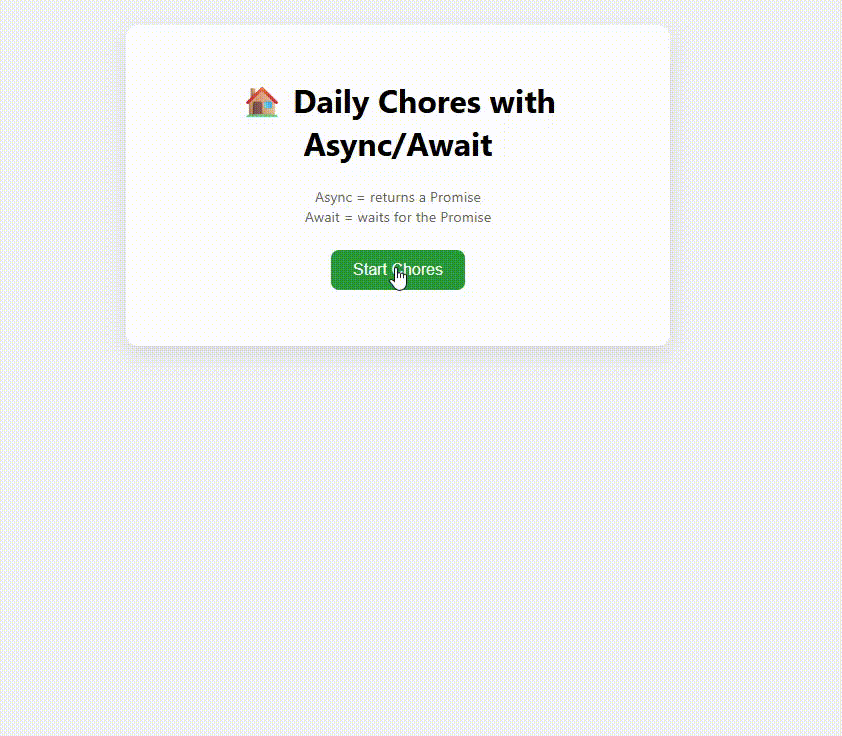 Daily Chores with
Async/Await
Async = returns a Promise
Await = waits for the Promise
Start Chores